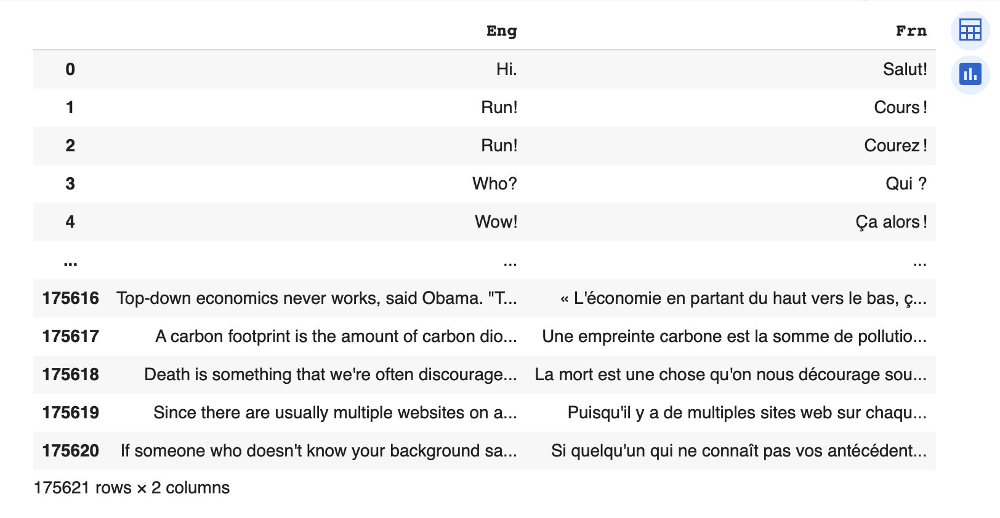 Eng Frn
0 Hi. Salut!
1 Run! Cours !
2 Run! Courez !
3 Who? Qui ?
4 Wow! Ça alors !
... ... ...
175616 Top-down economics never works, said Obama. "T... « L'économie en partant du haut vers le bas, ç...
175617 A carbon footprint is the amount of carbon dio... Une empreinte carbone est la somme de pollutio...
175618 Death is something that we're often discourage... La mort est une chose qu'on nous décourage sou...
175619 Since there are usually multiple websites on a... Puisqu'il y a de multiples sites web sur chaqu...
175620 If someone who doesn't know your background sa... Si quelqu'un qui ne connaît pas vos antécédent...
175621 rows × 2 columns